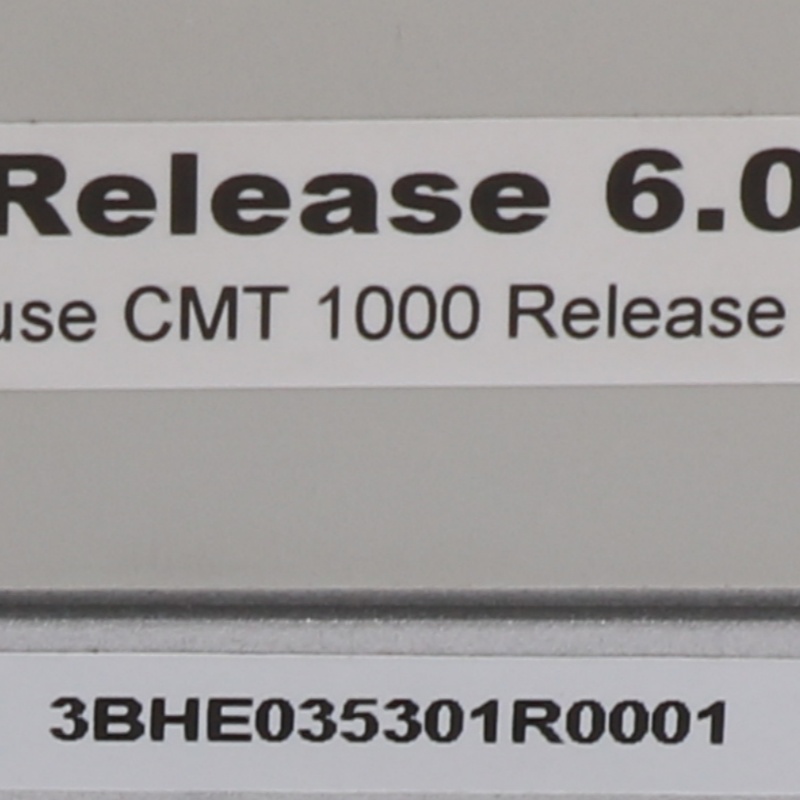 Release 6.0
use CMT 1000 Release
3BHE035301R0001